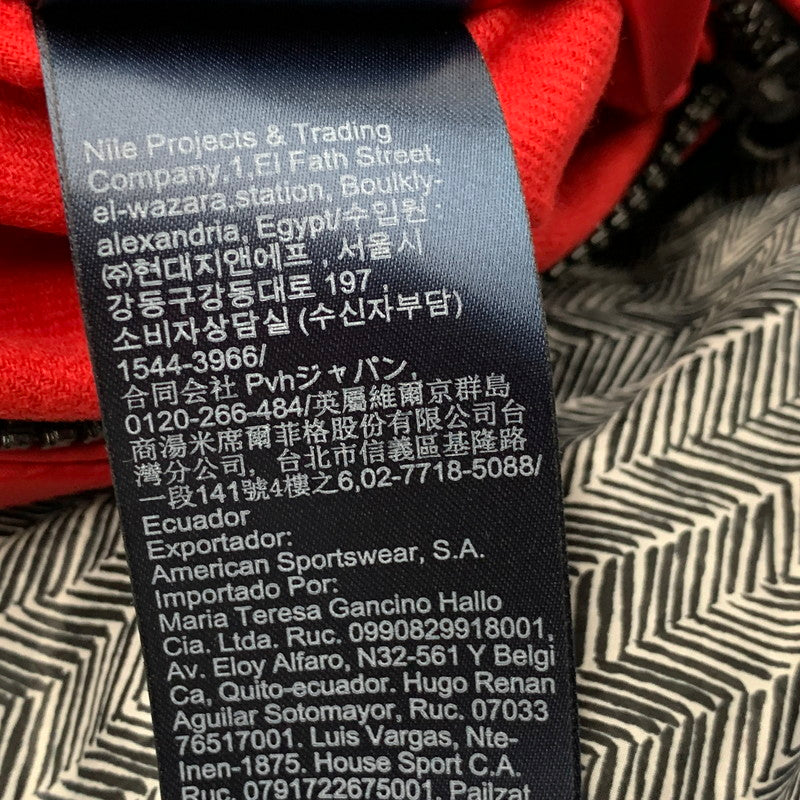 Nile Projects & Trading
Company,1,El Fath Street,
el-wazara,station, Boulkly-
alexandria, Egypt/수입원 :
㈜현대지앤에프 , 서울시
강동구강동대로 197 ,
소비자상담실 (수신자부담)
1544-3966/
合同会社 Pvhジャパン,
0120-266-484/英屬維爾京群島
商湯米席爾菲格股份有限公司台
灣分公司, 台北市信義區基隆路
一段141號4樓之6,02-7718-5088/
Ecuador
Exportador:
American Sportswear, S.A.
Importado Por:
Maria Teresa Gancino Hallo
Cia. Ltda. Ruc. 0990829918001,
Av. Eloy Alfaro, N32-561 Y Belgi
Ca, Quito-ecuador. Hugo Renan
Aguilar Sotomayor, Ruc. 07033
76517001. Luis Vargas, Nte-
Inen-1875. House Sport C.A.
Ruc. 0791722675001. Pailzat